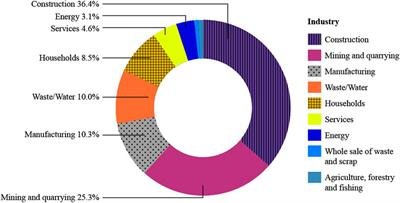 Construction 36.4%
Energy 3.1%
Services 4.6%
Households 8.5%
Waste/Water 10.0%
Manufacturing 10.3%
Mining and quarrying 25.3%
Industry
Construction
Mining and quarrying
Manufacturing
Waste/Water
Households
Services
Energy
Whole sale of waste
and scrap
Agriculture, forestry
and fishing